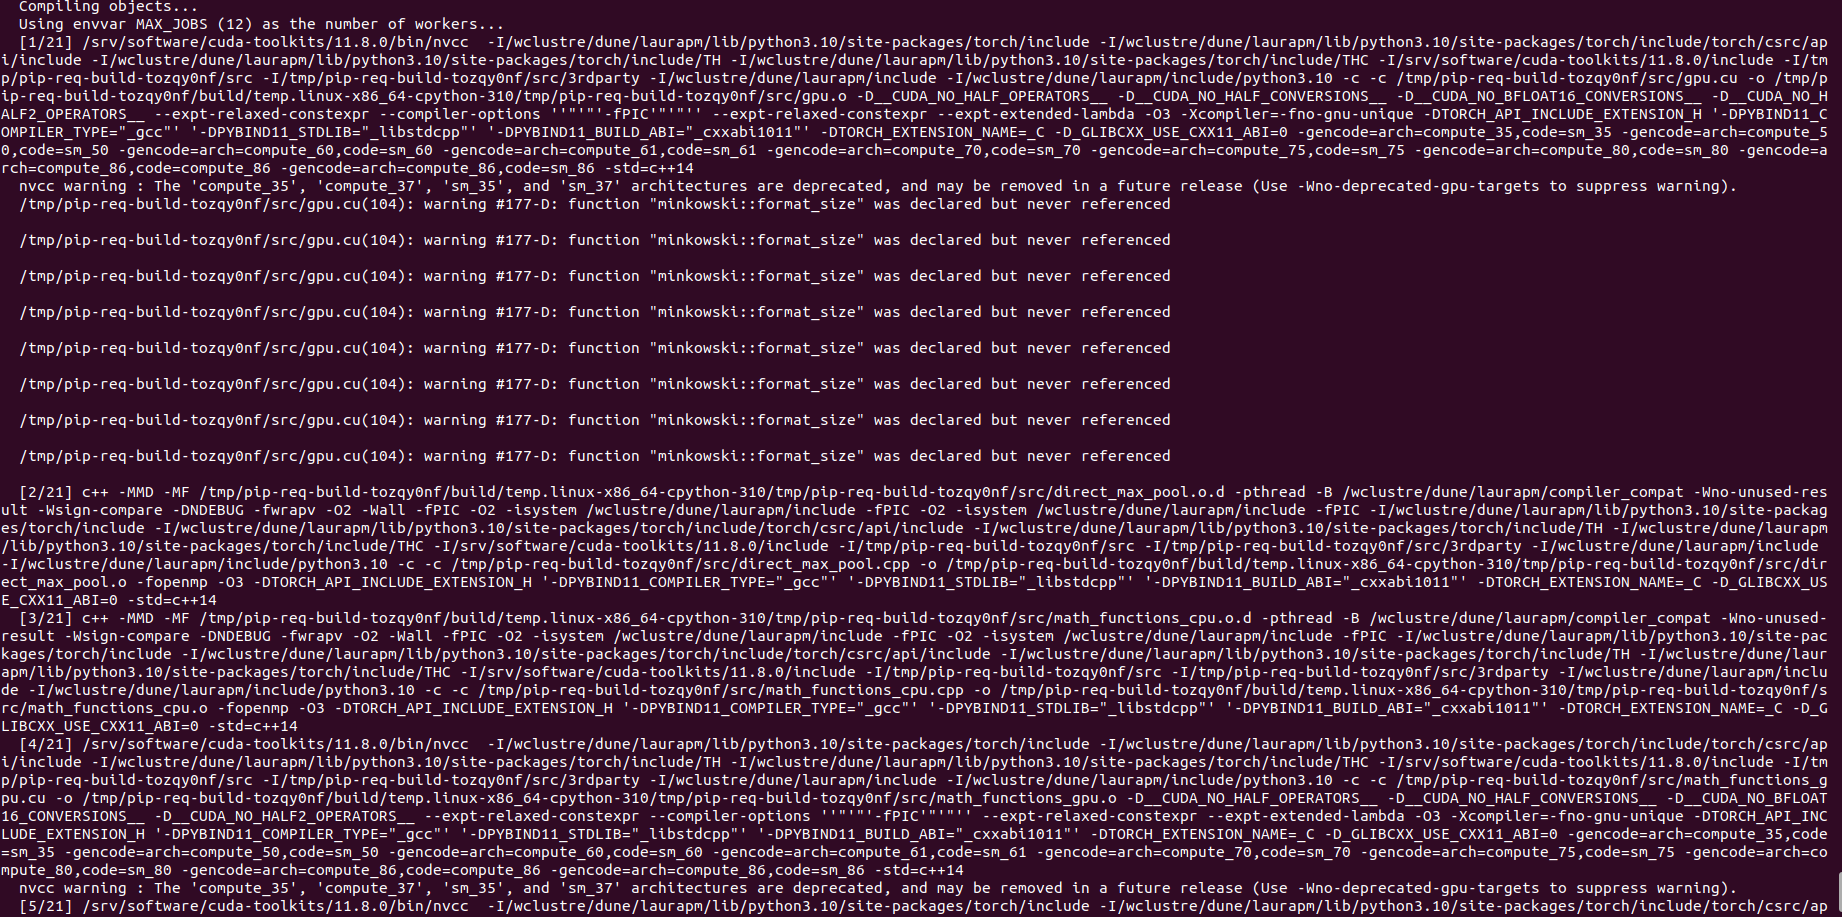 Compiling objects...
Using envvar MAX_JOBS (12) as the number of workers...
[1/21] /srv/software/cuda-toolkits/11.8.0/bin/nvcc  -I/wclustre/dune/laurapm/lib/python3.10/site-packages/torch/include -I/wclustre/dune/laurapm/lib/python3.10/site-packages/torch/include/torch/csrc/ap
i/include -I/wclustre/dune/laurapm/lib/python3.10/site-packages/torch/include/TH -I/wclustre/dune/laurapm/lib/python3.10/site-packages/torch/include/THC -I/srv/software/cuda-toolkits/11.8.0/include -I/tm
p/pip-req-build-tozqy0nf/src -I/tmp/pip-req-build-tozqy0nf/src/3rdparty -I/wclustre/dune/laurapm/include -I/wclustre/dune/laurapm/include/python3.10 -c -c /tmp/pip-req-build-tozqy0nf/src/gpu.cu -o /tmp/p
ip-req-build-tozqy0nf/build/temp.linux-x86_64-cpython-310/tmp/pip-req-build-tozqy0nf/src/gpu.o -D__CUDA_NO_HALF_OPERATORS__ -D__CUDA_NO_HALF_CONVERSIONS__ -D__CUDA_NO_BFLOAT16_CONVERSIONS__ -D__CUDA_NO_H
ALF2_OPERATORS__ --expt-relaxed-constexpr --compiler-options ''"'"'-fPIC'"'"'' --expt-relaxed-constexpr --expt-extended-lambda -O3 -Xcompiler=-fno-gnu-unique -DTORCH_API_INCLUDE_EXTENSION_H '-DPYBIND11_C
OMPILER_TYPE="_gcc"' '-DPYBIND11_STDLIB="_libstdcpp"' '-DPYBIND11_BUILD_ABI="_cxxabi1011"' -DTORCH_EXTENSION_NAME=_C -D_GLIBCXX_USE_CXX11_ABI=0 -gencode=arch=compute_35,code=sm_35 -gencode=arch=compute_5
0,code=sm_50 -gencode=arch=compute_60,code=sm_60 -gencode=arch=compute_61,code=sm_61 -gencode=arch=compute_70,code=sm_70 -gencode=arch=compute_75,code=sm_75 -gencode=arch=compute_80,code=sm_80 -gencode=a
rch=compute_86,code=compute_86 -gencode=arch=compute_86,code=sm_86 -std=c++14
nvcc warning : The 'compute_35', 'compute_37', 'sm_35', and 'sm_37' architectures are deprecated, and may be removed in a future release (Use -Wno-deprecated-gpu-targets to suppress warning).
/tmp/pip-req-build-tozqy0nf/src/gpu.cu(104): warning #177-D: function "minkowski::format_size" was declared but never referenced
/tmp/pip-req-build-tozqy0nf/src/gpu.cu(104): warning #177-D: function "minkowski::format_size" was declared but never referenced
/tmp/pip-req-build-tozqy0nf/src/gpu.cu(104): warning #177-D: function "minkowski::format_size" was declared but never referenced
/tmp/pip-req-build-tozqy0nf/src/gpu.cu(104): warning #177-D: function "minkowski::format_size" was declared but never referenced
/tmp/pip-req-build-tozqy0nf/src/gpu.cu(104): warning #177-D: function "minkowski::format_size" was declared but never referenced
/tmp/pip-req-build-tozqy0nf/src/gpu.cu(104): warning #177-D: function "minkowski::format_size" was declared but never referenced
/tmp/pip-req-build-tozqy0nf/src/gpu.cu(104): warning #177-D: function "minkowski::format_size" was declared but never referenced
/tmp/pip-req-build-tozqy0nf/src/gpu.cu(104): warning #177-D: function "minkowski::format_size" was declared but never referenced
[2/21] c++ -MMD -MF /tmp/pip-req-build-tozqy0nf/build/temp.linux-x86_64-cpython-310/tmp/pip-req-build-tozqy0nf/src/direct_max_pool.o.d -pthread -B /wclustre/dune/laurapm/compiler_compat -Wno-unused-res
ult -Wsign-compare -DNDEBUG -fwrapv -O2 -Wall -fPIC -O2 -isystem /wclustre/dune/laurapm/include -fPIC -O2 -isystem /wclustre/dune/laurapm/include -fPIC -I/wclustre/dune/laurapm/lib/python3.10/site-packag
es/torch/include -I/wclustre/dune/laurapm/lib/python3.10/site-packages/torch/include/torch/csrc/api/include -I/wclustre/dune/laurapm/lib/python3.10/site-packages/torch/include/TH -I/wclustre/dune/laurapm
/lib/python3.10/site-packages/torch/include/THC -I/srv/software/cuda-toolkits/11.8.0/include -I/tmp/pip-req-build-tozqy0nf/src -I/tmp/pip-req-build-tozqy0nf/src/3rdparty -I/wclustre/dune/laurapm/include
-I/wclustre/dune/laurapm/include/python3.10 -c -c /tmp/pip-req-build-tozqy0nf/src/direct_max_pool.cpp -o /tmp/pip-req-build-tozqy0nf/build/temp.linux-x86_64-cpython-310/tmp/pip-req-build-tozqy0nf/src/dir
ect_max_pool.o -fopenmp -O3 -DTORCH_API_INCLUDE_EXTENSION_H '-DPYBIND11_COMPILER_TYPE="_gcc"' '-DPYBIND11_STDLIB="_libstdcpp"' '-DPYBIND11_BUILD_ABI="_cxxabi1011"' -DTORCH_EXTENSION_NAME=_C -D_GLIBCXX_US
E_CXX11_ABI=0 -std=c++14
[3/21] c++ -MMD -MF /tmp/pip-req-build-tozqy0nf/build/temp.linux-x86_64-cpython-310/tmp/pip-req-build-tozqy0nf/src/math_functions_cpu.o.d -pthread -B /wclustre/dune/laurapm/compiler_compat -Wno-unused-
result -Wsign-compare -DNDEBUG -fwrapv -O2 -Wall -fPIC -O2 -isystem /wclustre/dune/laurapm/include -fPIC -O2 -isystem /wclustre/dune/laurapm/include -fPIC -I/wclustre/dune/laurapm/lib/python3.10/site-pac
kages/torch/include -I/wclustre/dune/laurapm/lib/python3.10/site-packages/torch/include/torch/csrc/api/include -I/wclustre/dune/laurapm/lib/python3.10/site-packages/torch/include/TH -I/wclustre/dune/laur
apm/lib/python3.10/site-packages/torch/include/THC -I/srv/software/cuda-toolkits/11.8.0/include -I/tmp/pip-req-build-tozqy0nf/src -I/tmp/pip-req-build-tozqy0nf/src/3rdparty -I/wclustre/dune/laurapm/inclu
de -I/wclustre/dune/laurapm/include/python3.10 -c -c /tmp/pip-req-build-tozqy0nf/src/math_functions_cpu.cpp -o /tmp/pip-req-build-tozqy0nf/build/temp.linux-x86_64-cpython-310/tmp/pip-req-build-tozqy0nf/s
rc/math_functions_cpu.o -fopenmp -O3 -DTORCH_API_INCLUDE_EXTENSION_H '-DPYBIND11_COMPILER_TYPE="_gcc"' '-DPYBIND11_STDLIB="_libstdcpp"' '-DPYBIND11_BUILD_ABI="_cxxabi1011"' -DTORCH_EXTENSION_NAME=_C -D_G
LIBCXX_USE_CXX11_ABI=0 -std=c++14
[4/21] /srv/software/cuda-toolkits/11.8.0/bin/nvcc  -I/wclustre/dune/laurapm/lib/python3.10/site-packages/torch/include -I/wclustre/dune/laurapm/lib/python3.10/site-packages/torch/include/torch/csrc/ap
i/include -I/wclustre/dune/laurapm/lib/python3.10/site-packages/torch/include/TH -I/wclustre/dune/laurapm/lib/python3.10/site-packages/torch/include/THC -I/srv/software/cuda-toolkits/11.8.0/include -I/tm
p/pip-req-build-tozqy0nf/src -I/tmp/pip-req-build-tozqy0nf/src/3rdparty -I/wclustre/dune/laurapm/include -I/wclustre/dune/laurapm/include/python3.10 -c -c /tmp/pip-req-build-tozqy0nf/src/math_functions_g
pu.cu -o /tmp/pip-req-build-tozqy0nf/build/temp.linux-x86_64-cpython-310/tmp/pip-req-build-tozqy0nf/src/math_functions_gpu.o -D__CUDA_NO_HALF_OPERATORS__ -D__CUDA_NO_HALF_CONVERSIONS__ -D__CUDA_NO_BFLOAT
16_CONVERSIONS__ -D__CUDA_NO_HALF2_OPERATORS__ --expt-relaxed-constexpr --compiler-options ''"'"'-fPIC'"'"'' --expt-relaxed-constexpr --expt-extended-lambda -O3 -Xcompiler=-fno-gnu-unique -DTORCH_API_INC
LUDE_EXTENSION_H '-DPYBIND11_COMPILER_TYPE="_gcc"' '-DPYBIND11_STDLIB="_libstdcpp"' '-DPYBIND11_BUILD_ABI="_cxxabi1011"' -DTORCH_EXTENSION_NAME=_C -D_GLIBCXX_USE_CXX11_ABI=0 -gencode=arch=compute_35,code
=sm_35 -gencode=arch=compute_50,code=sm_50 -gencode=arch=compute_60,code=sm_60 -gencode=arch=compute_61,code=sm_61 -gencode=arch=compute_70,code=sm_70 -gencode=arch=compute_75,code=sm_75 -gencode=arch=co
mpute_80,code=sm_80 -gencode=arch=compute_86,code=compute_86 -gencode=arch=compute_86,code=sm_86 -std=c++14
nvcc warning : The 'compute_35', 'compute_37', 'sm_35', and 'sm_37' architectures are deprecated, and may be removed in a future release (Use -Wno-deprecated-gpu-targets to suppress warning).
[5/21] /srv/software/cuda-toolkits/11.8.0/bin/nvcc  -I/wclustre/dune/laurapm/lib/python3.10/site-packages/torch/include -I/wclustre/dune/laurapm/lib/python3.10/site-packages/torch/include/torch/csrc/ap